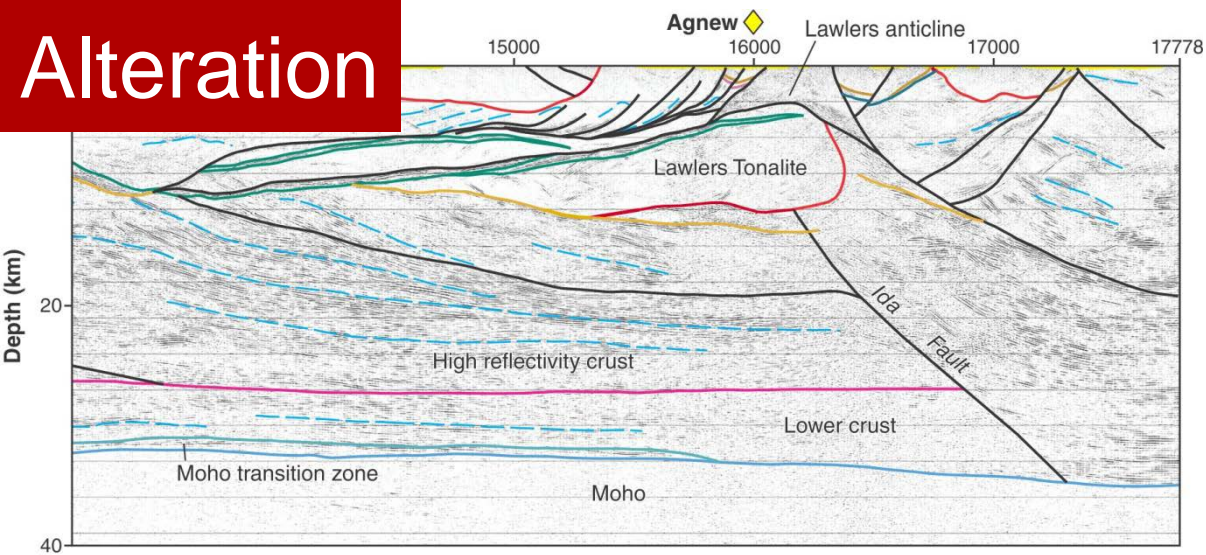 Alteration
Agnew
Lawlers anticline
15000
16000
17000
17778
Lawlers Tonalite
Depth (km)
20
Ida
Fault
High reflectivity crust
Lower crust
Moho transition zone
Moho
40